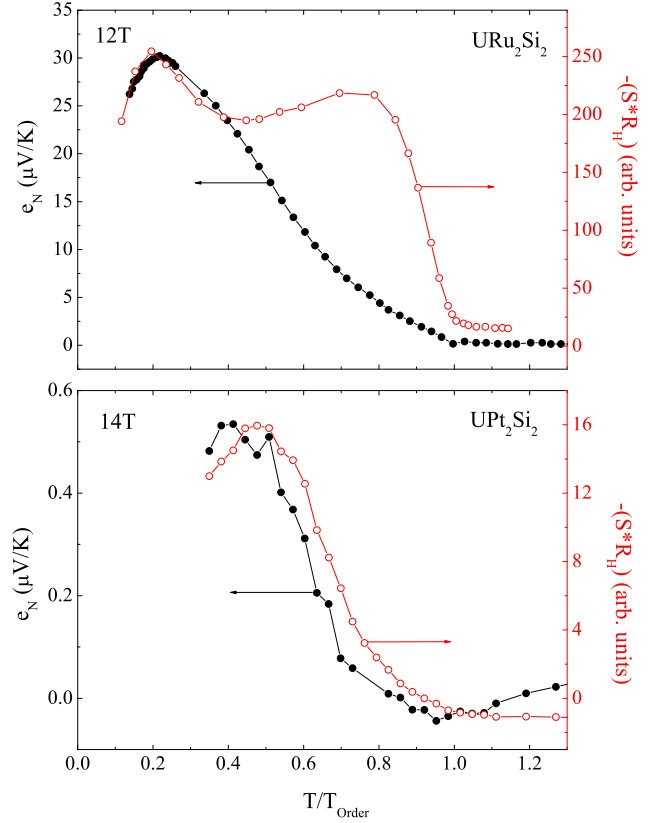 12T
URu₂Si₂
35
30
25
20
15
10
5
0
e_N (μV/K)
250
200
150
100
50
0
-(S*R_H) (arb. units)
14T
UPt₂Si₂
0.6
0.4
0.2
0.0
e_N (μV/K)
16
12
8
4
0
-(S*R_H) (arb. units)
0.0 0.2 0.4 0.6 0.8 1.0 1.2
T/T_Order